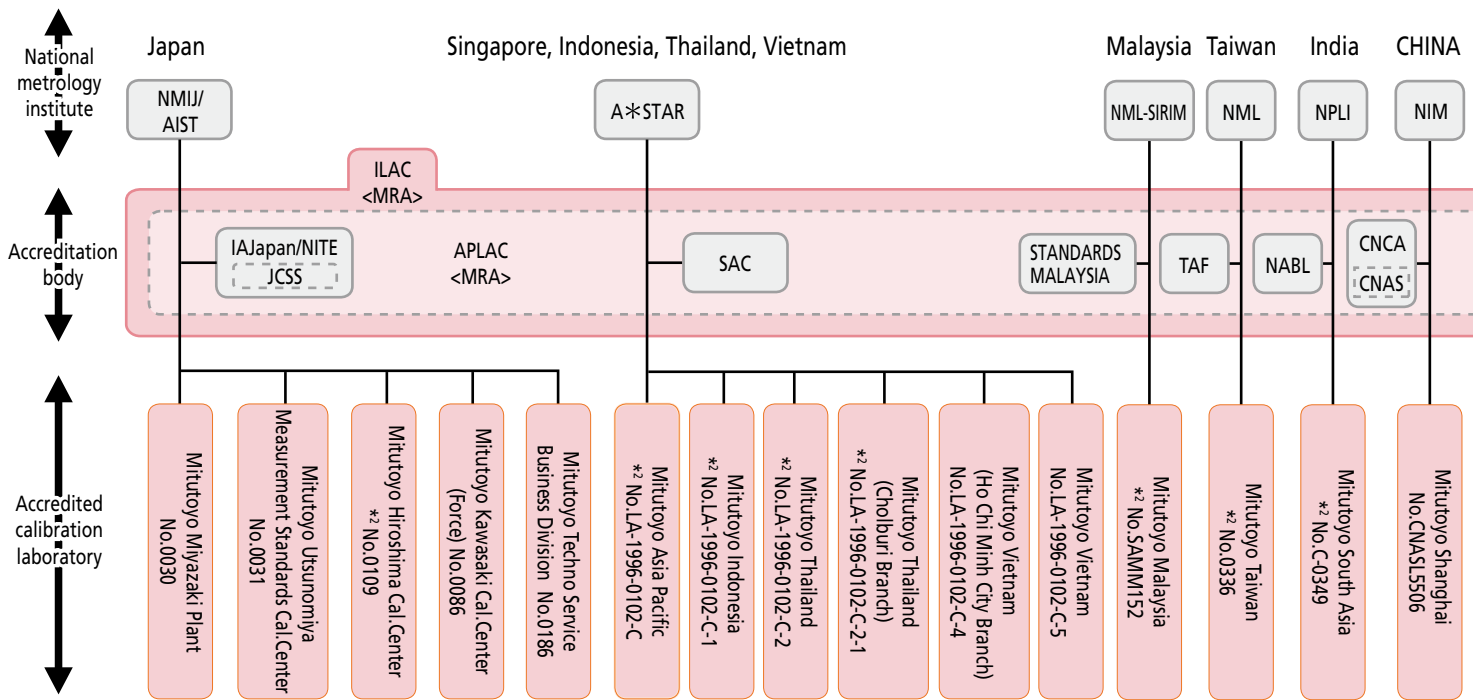 National
metrology
institute
Japan
Singapore, Indonesia, Thailand, Vietnam
Malaysia
Taiwan
India
CHINA
NMIJ/
AIST
A＊STAR
NML-SIRIM
NML
NPLI
NIM
ILAC
<MRA>
Accreditation
body
IAJapan/NITE
JCSS
APLAC
<MRA>
SAC
STANDARDS
MALAYSIA
TAF
NABL
CNCA
CNAS
Accredited
calibration
laboratory
Mitutoyo Miyazaki Plant
No.0030
Mitutoyo Utsunomiya
Measurement Standards Cal.Center
No.0031
Mitutoyo Hiroshima Cal.Center
*2 No.0109
Mitutoyo Kawasaki Cal.Center
(Force) No.0086
Mitutoyo Techno Service
Business Division No.0186
Mitutoyo Asia Pacific
*2 No.LA-1996-0102-C
Mitutoyo Indonesia
*2 No.LA-1996-0102-C-1
Mitutoyo Thailand
*2 No.LA-1996-0102-C-2
Mitutoyo Thailand
(Cholburi Branch)
*2 No.LA-1996-0102-C-2-1
Mitutoyo Vietnam
(Ho Chi Minh City Branch)
No.LA-1996-0102-C-4
Mitutoyo Vietnam
No.LA-1996-0102-C-5
Mitutoyo Malaysia
*2 No.SAMM152
Mitutoyo Taiwan
*2 No.0336
Mitutoyo South Asia
*2 No.C-0349
Mitutoyo Shanghai
No.CNASL5506